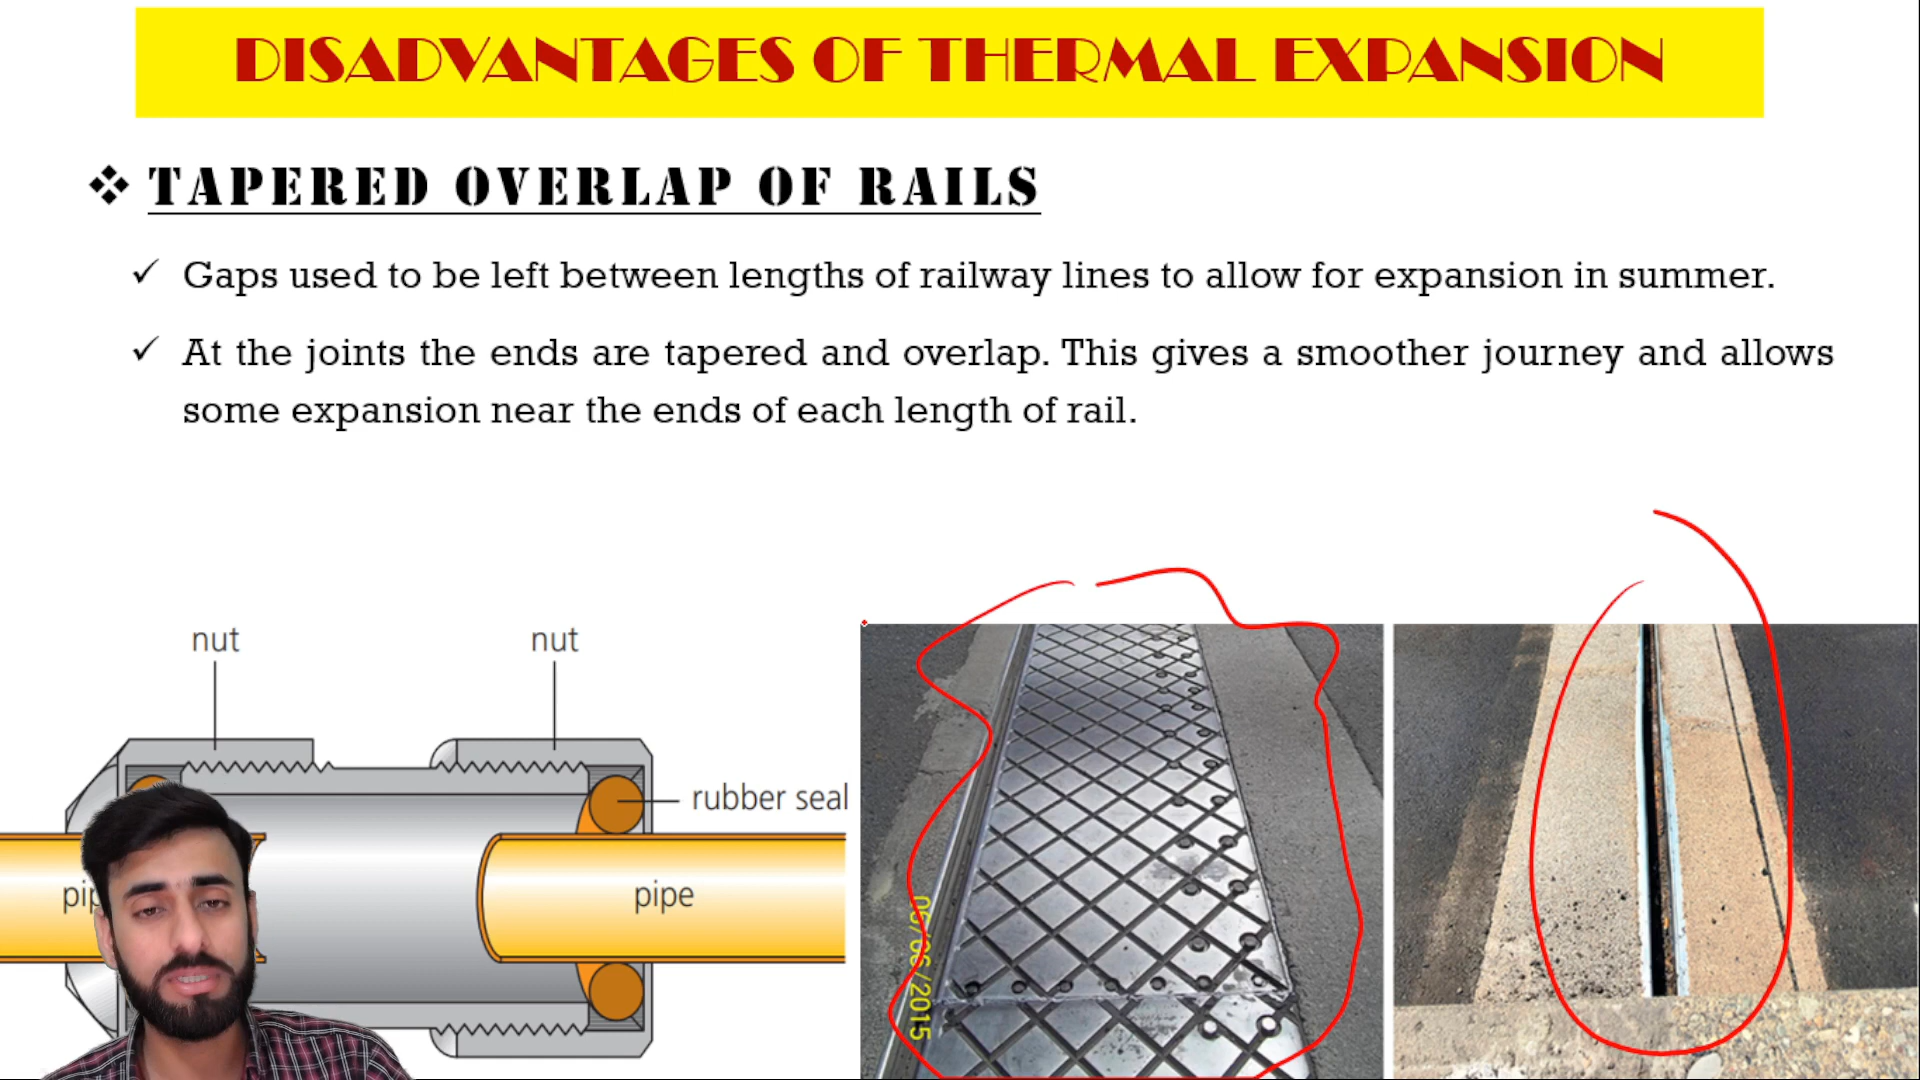 DISADVANTAGES OF THERMAL EXPANSION
TAPERED OVERLAP OF RAILS
Gaps used to be left between lengths of railway lines to allow for expansion in summer.
At the joints the ends are tapered and overlap. This gives a smoother journey and allows
some expansion near the ends of each length of rail.
nut
nut
rubber seal
pipe